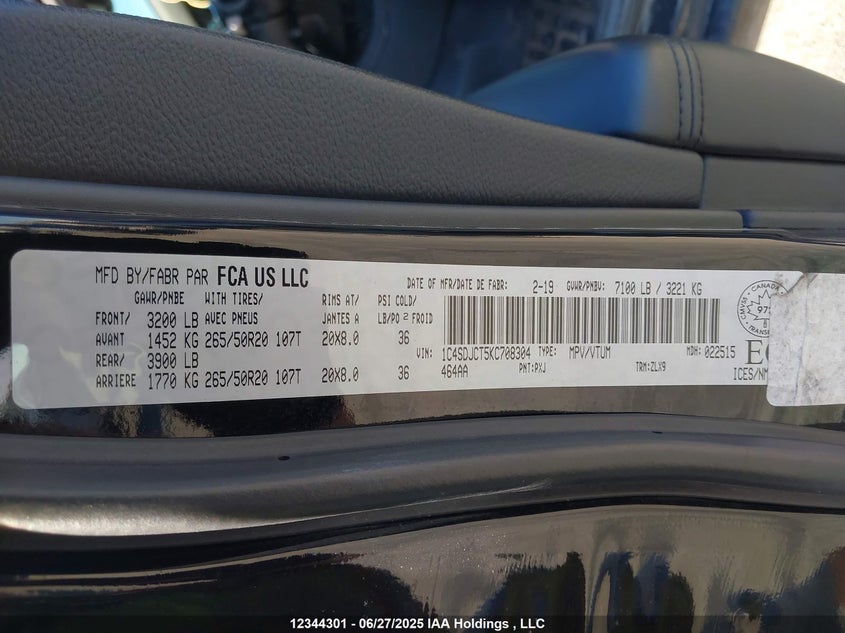 MFD BY/FABR PAR FCA US LLC
DATE OF MFR/DATE DE FABR: 2-19 GVWR/PNBV: 7100 LB / 3221 KG
GAWR/PNBE WITH TIRES/ RIMS AT/ PSI COLD/
FRONT/ 3200 LB AVEC PNEUS JANTES A LB/PO 2 FROID
AVANT 1452 KG 265/50R20 107T 20X8.0 36
REAR/ 3900 LB
ARRIERE 1770 KG 265/50R20 107T 20X8.0 36
VIN: 1C4SDJCT5KC708304 TYPE: MPV/VTUM MDH: 022515
464AA PNT:PXJ TRM:ZLX9 ICES/NM
CANADA
CMVSS
12344301 - 06/27/2025 IAA Holdings , LLC